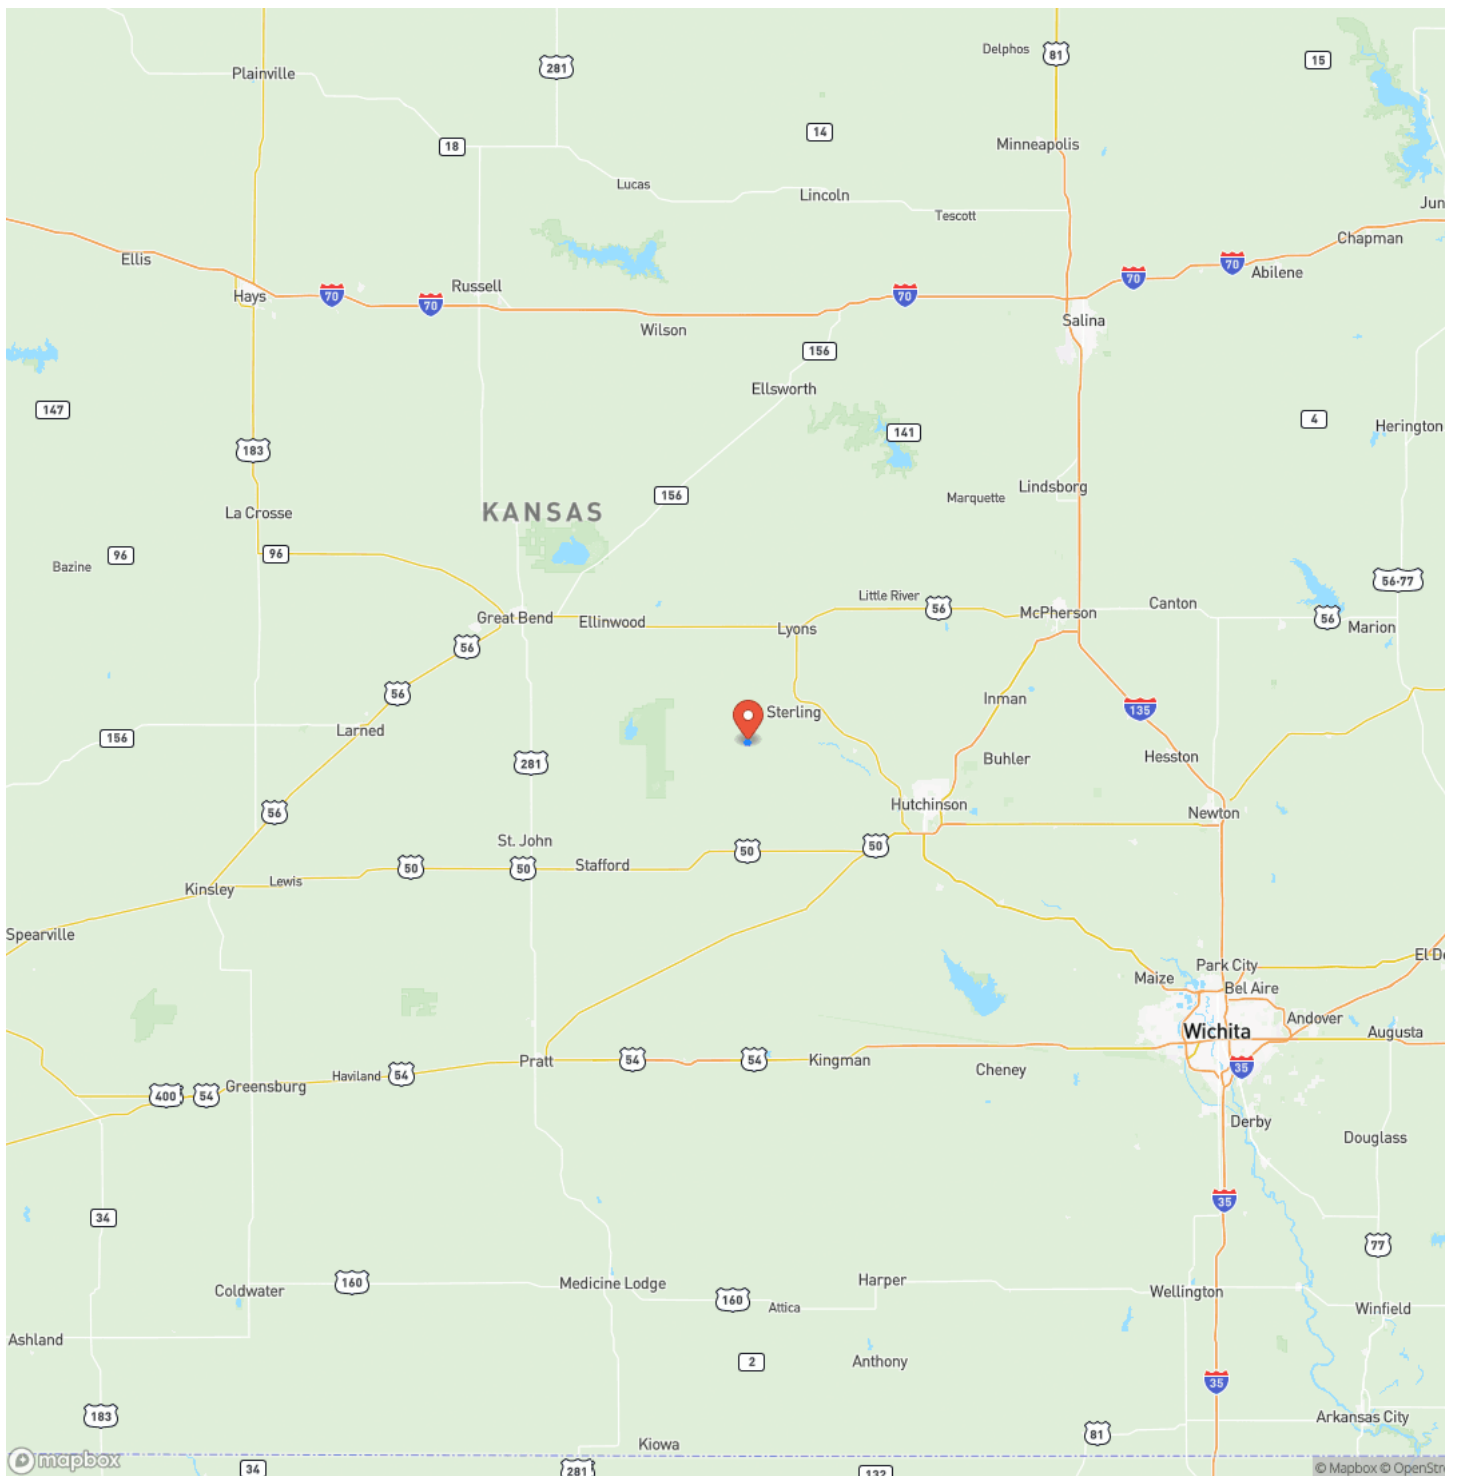 Delphos
81
15
Plainville
281
14
18
Minneapolis
Lucas
Lincoln
Tescott
Jun
Chapman
Ellis
70
70
Abilene
Hays
70
70
Russell
70
Salina
Wilson
156
Ellsworth
147
141
4
Herington
183
Lindsborg
156
Marquette
KANSAS
La Crosse
96
96
Bazine
56-77
Little River
56
McPherson
Canton
56
Great Bend
Ellinwood
Lyons
Marion
56
56
Inman
135
Sterling
Larned
156
281
Buhler
Hesston
Hutchinson
56
Newton
St. John
50
50
50
50
Stafford
Lewis
Kinsley
Spearville
El Do
Park City
Maize
Bel Aire
Andover
Wichita
Augusta
Pratt
54
54
Kingman
Cheney
35
Haviland
54
Greensburg
400
54
Derby
Douglass
35
34
77
Coldwater
160
Medicine Lodge
Harper
160
Attica
Wellington
Winfield
Ashland
2
Anthony
35
183
Arkansas City
81
Kiowa
mapbox
34
281
132
© Mapbox © OpenStre